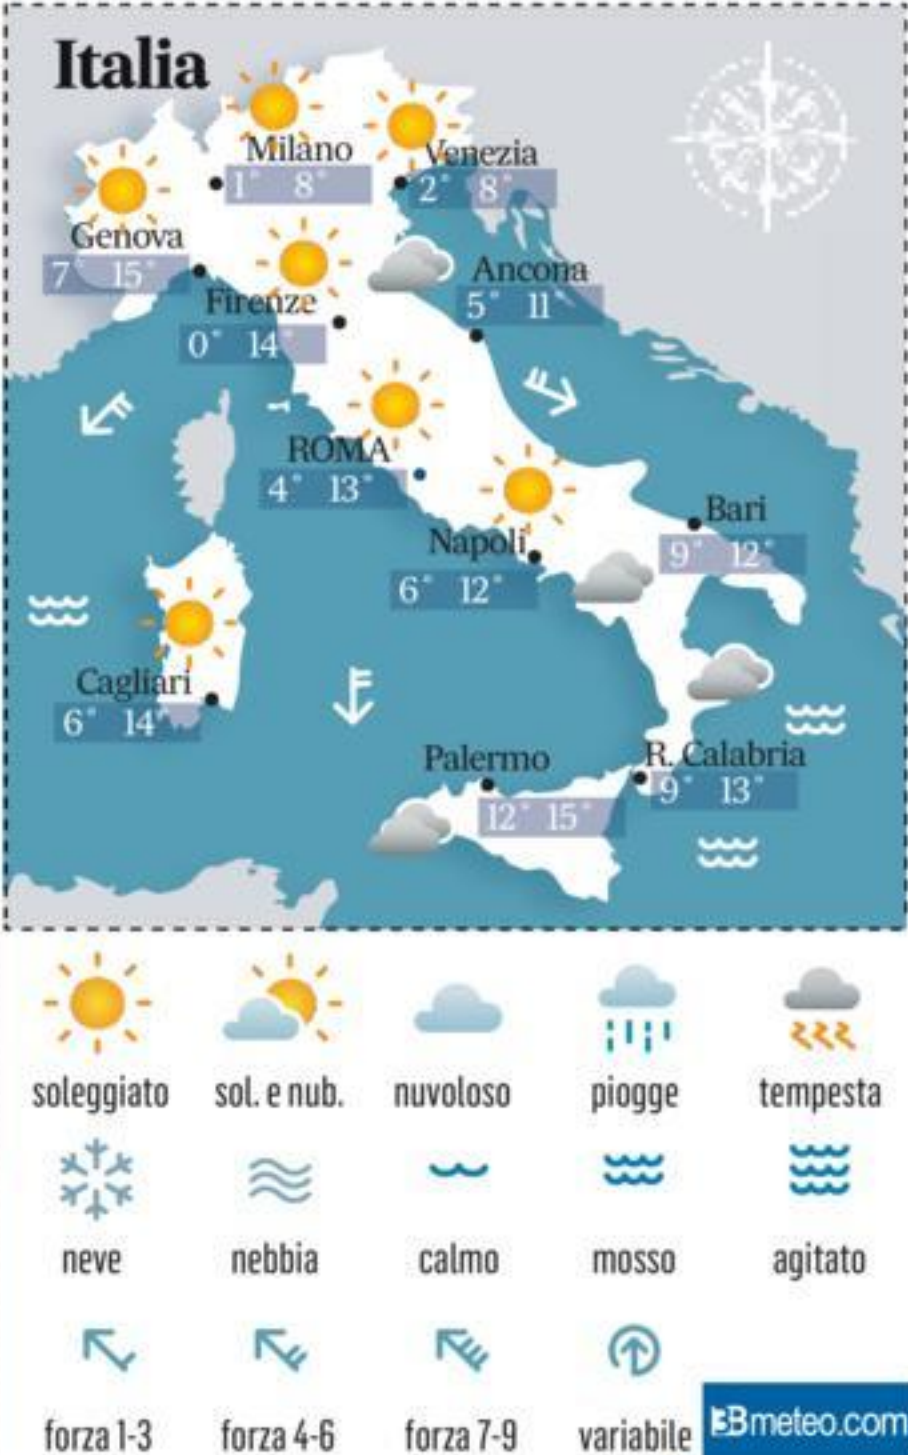 Italia
Milano
1° 8°
Venezia
2° 8°
Genova
7° 15°
Ancona
5° 11°
Firenze
0° 14°
ROMA
4° 13°
Bari
9° 12°
Napoli
6° 12°
Cagliari
6° 14°
Palermo
12° 15°
R. Calabria
9° 13°
soleggiato sol. e nub. nuvoloso piogge tempesta
neve nebbia calmo mosso agitato
forza 1-3 forza 4-6 forza 7-9 variabile
3Bmeteo.com